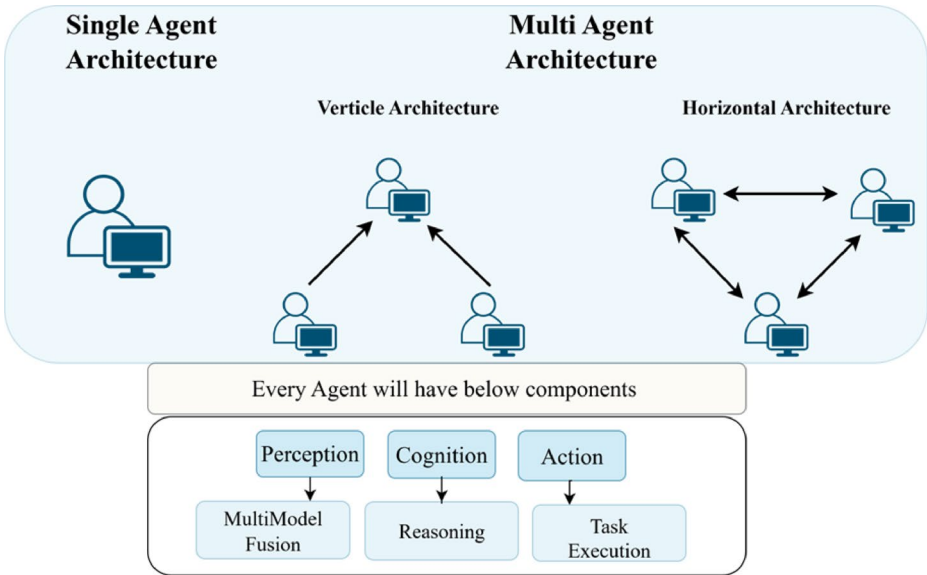 Single Agent
Architecture
Multi Agent
Architecture
Verticle Architecture
Horizontal Architecture
Every Agent will have below components
Perception
Cognition
Action
MultiModel
Fusion
Reasoning
Task
Execution